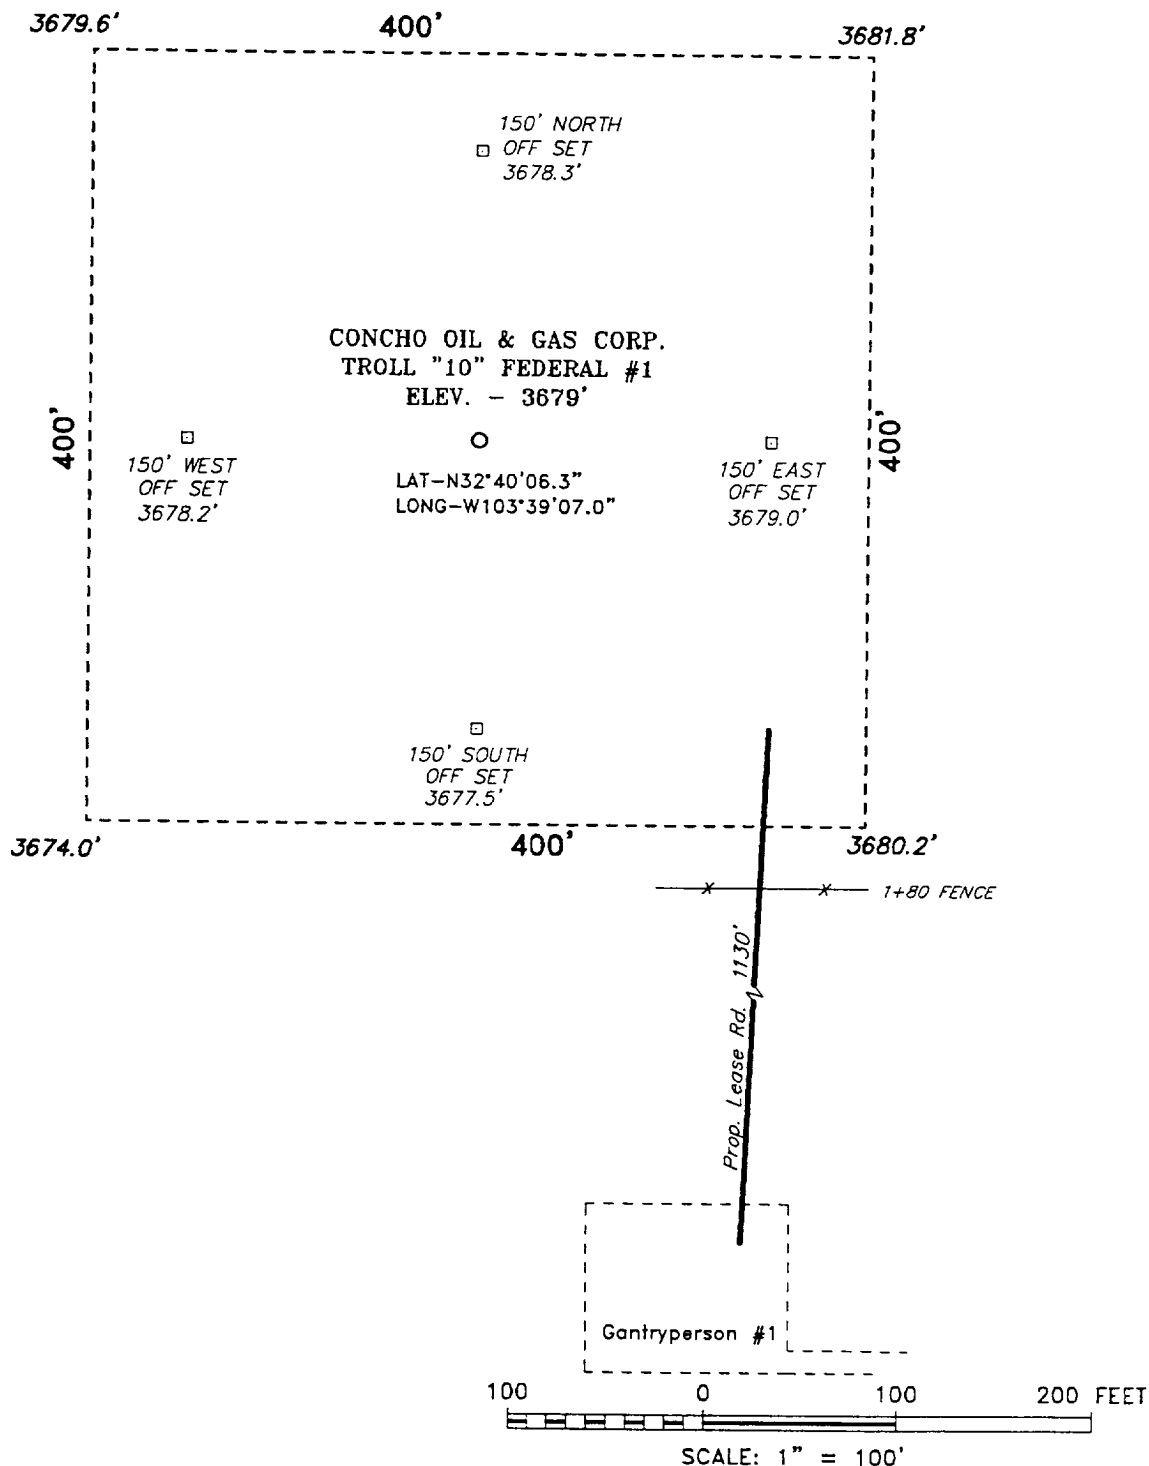 3679.6'
400'
3681.8'
150' NORTH
OFF SET
3678.3'
CONCHO OIL & GAS CORP.
TROLL "10" FEDERAL #1
ELEV. - 3679'
400'
400'
150' WEST
OFF SET
3678.2'
LAT-N32°40'06.3"
LONG-W103°39'07.0"
150' EAST
OFF SET
3679.0'
150' SOUTH
OFF SET
3677.5'
3674.0'
400'
3680.2'
1+80 FENCE
Prop. Lease Rd. 1130'
Gantryperson #1
100 0 100 200 FEET
SCALE: 1" = 100'